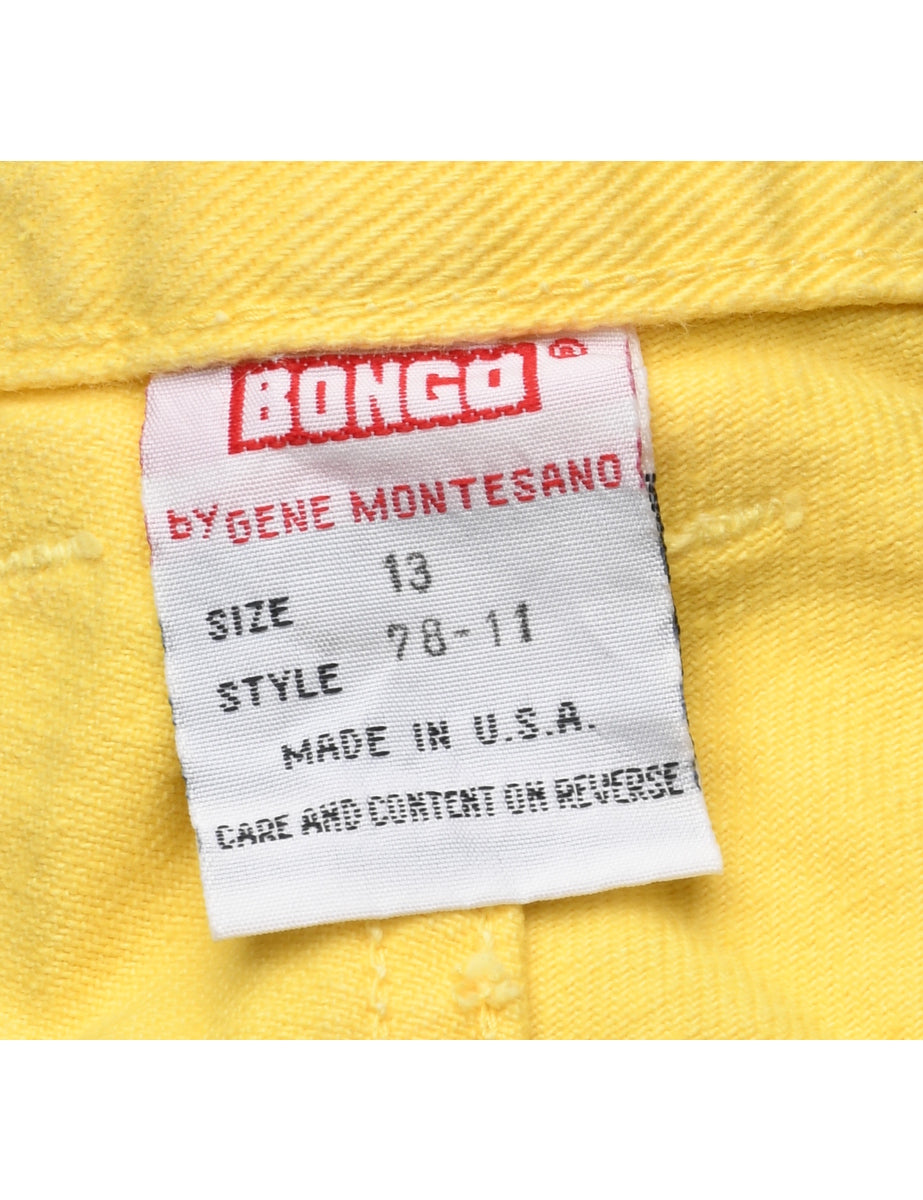 BONGO ®
by GENE MONTESANO
SIZE 13
STYLE 78-11
MADE IN U.S.A.
CARE AND CONTENT ON REVERSE